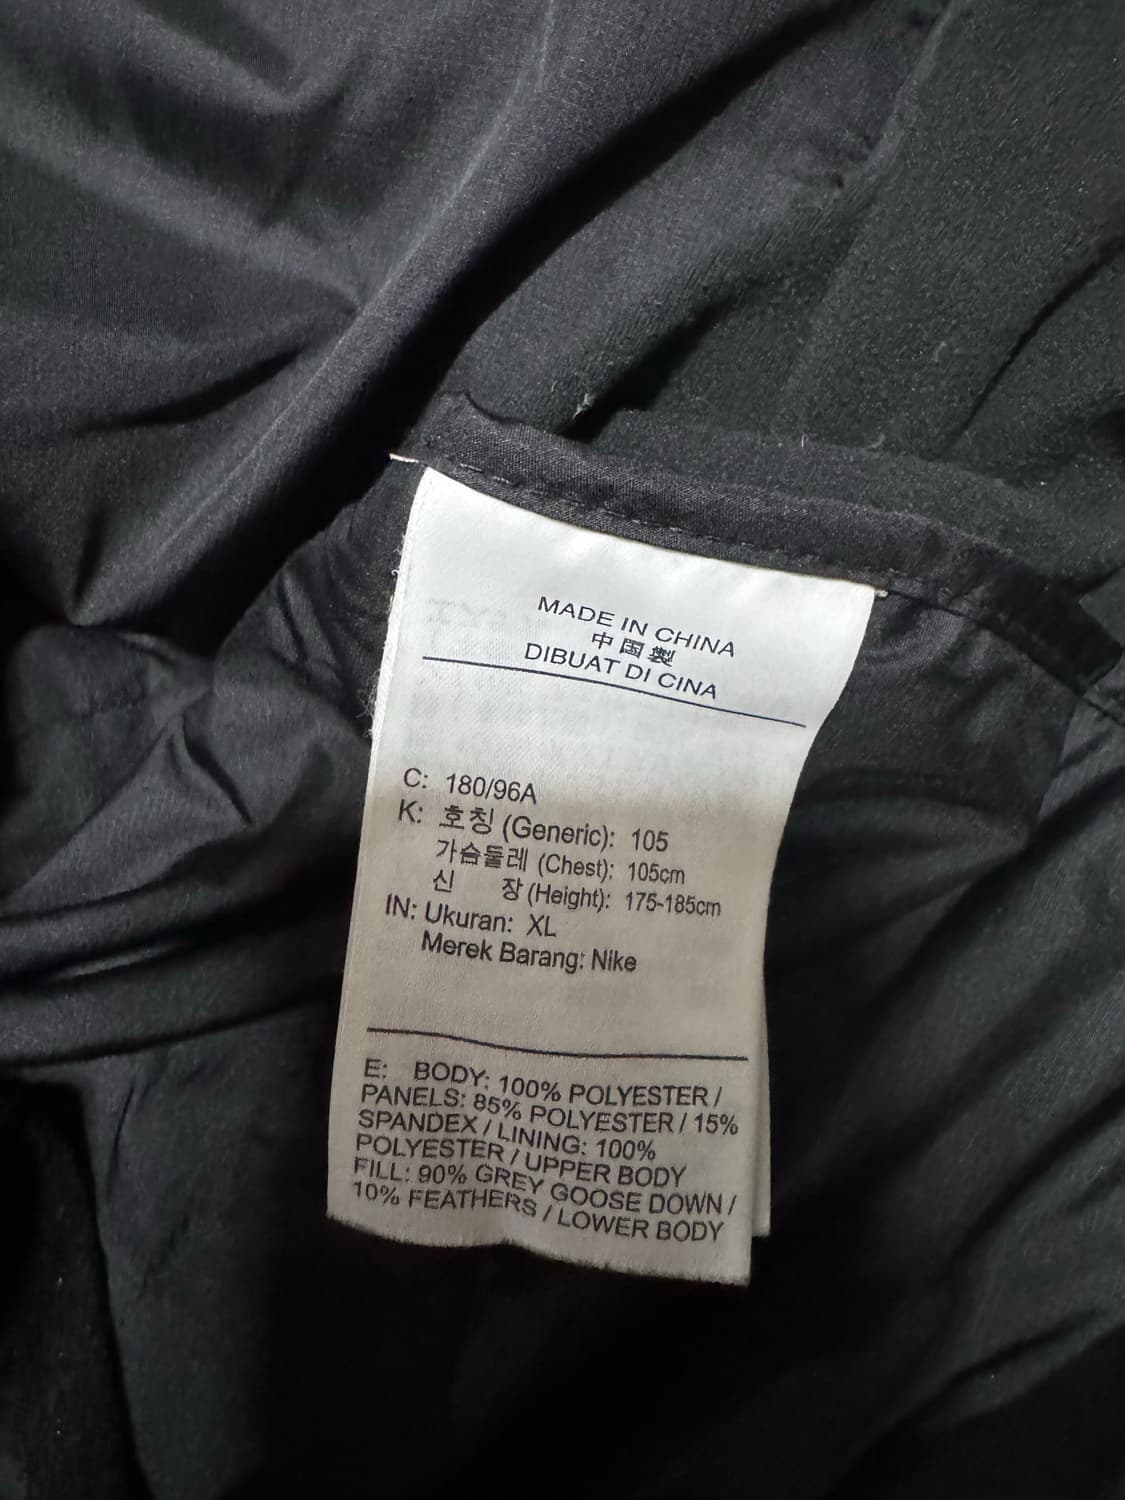 MADE IN CHINA
中国製
DIBUAT DI CINA
C: 180/96A
K: 호칭 (Generic): 105
가슴둘레 (Chest): 105cm
신 장 (Height): 175-185cm
IN: Ukuran: XL
Merek Barang: Nike
E: BODY: 100% POLYESTER /
PANELS: 85% POLYESTER / 15%
SPANDEX / LINING: 100%
POLYESTER / UPPER BODY
FILL: 90% GREY GOOSE DOWN /
10% FEATHERS / LOWER BODY